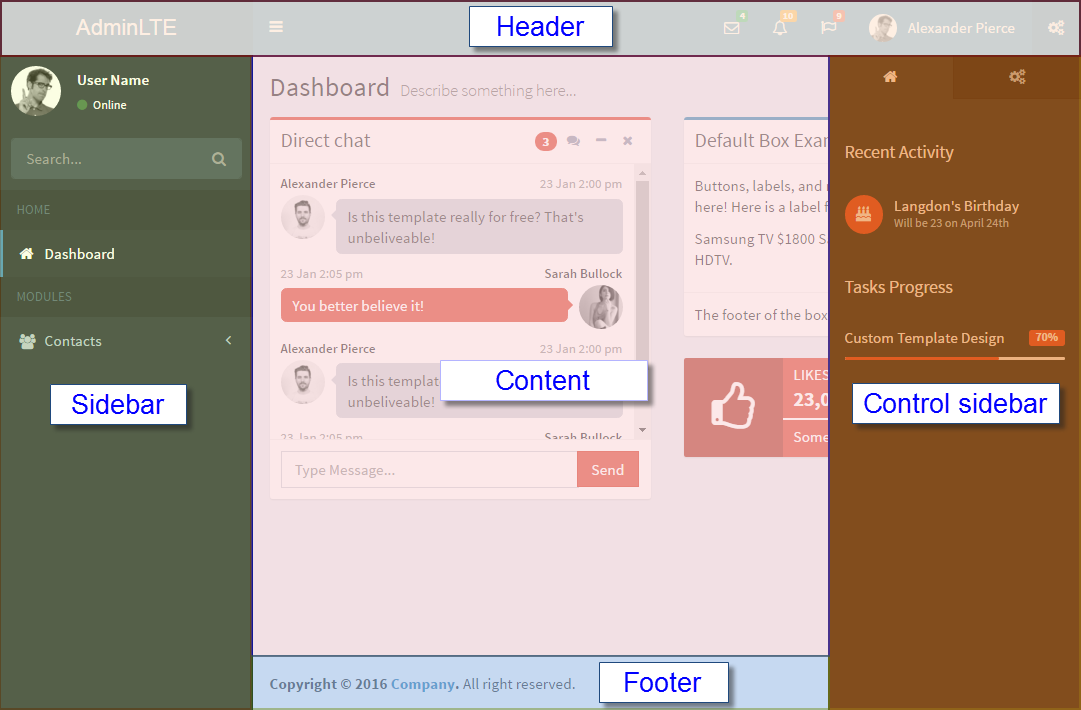 AdminLTE
Header
4
10
9
Alexander Pierce
User Name
Online
Search...
HOME
Dashboard
MODULES
Contacts
Sidebar
Dashboard Describe something here...
Direct chat
3
Alexander Pierce 23 Jan 2:00 pm
Is this template really for free? That's
unbeliveable!
23 Jan 2:05 pm Sarah Bullock
You better believe it!
Alexander Pierce 23 Jan 2:00 pm
Is this templat
unbeliveable!
Content
23 Jan 2:05 pm Sarah Bullock
Type Message...
Send
Default Box Exa
Buttons, labels, and
here! Here is a label
Samsung TV $1800
HDTV.
The footer of the box
LIKES
23,0
Some
Recent Activity
Langdon's Birthday
Will be 23 on April 24th
Tasks Progress
Custom Template Design 70%
Control sidebar
Copyright © 2016 Company. All right reserved.
Footer